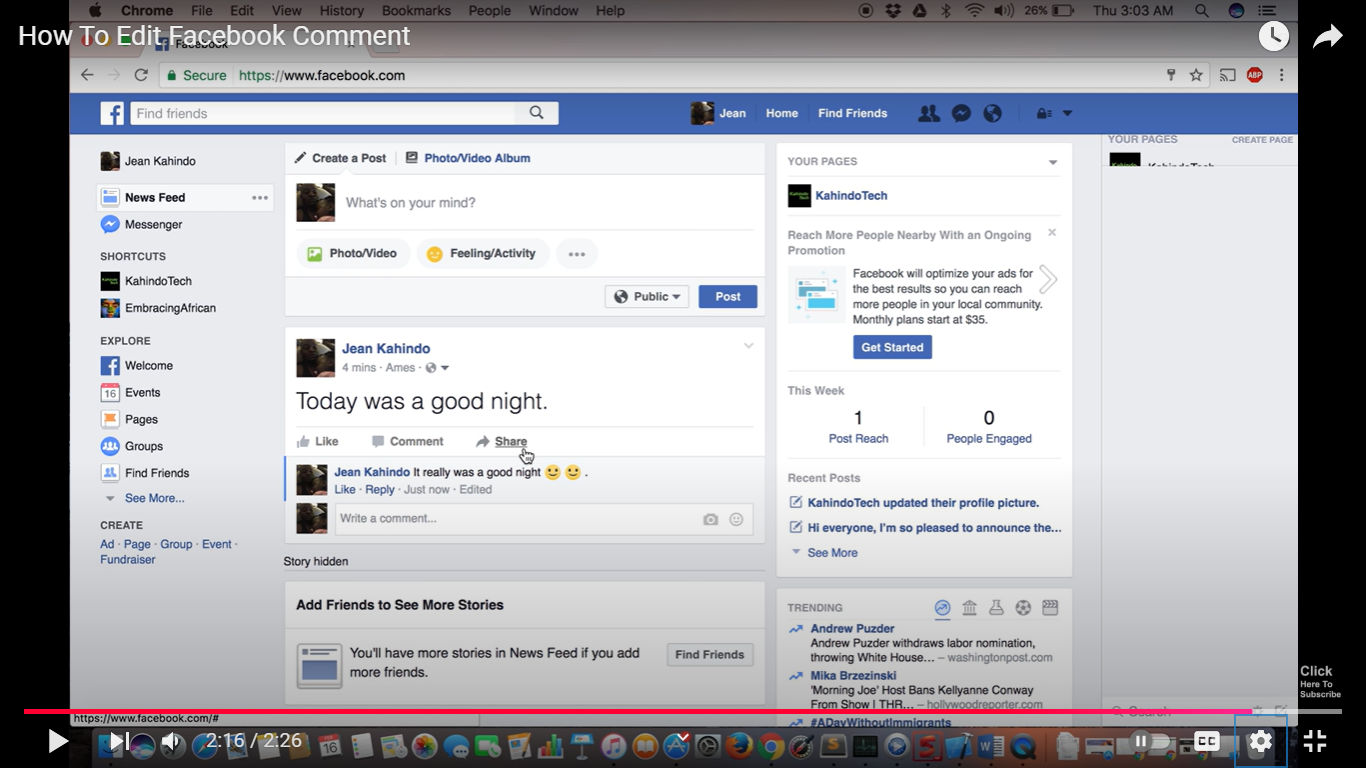 Chrome File Edit View History Bookmarks People Window Help 26% Thu 3:03 AM
How To Edit Facebook Comment
Facebook
Secure https://www.facebook.com ABP
Find friends Jean Home Find Friends
Jean Kahindo
News Feed
Messenger
SHORTCUTS
KahindoTech
EmbracingAfrican
EXPLORE
Welcome
16 Events
Pages
Groups
Find Friends
See More...
CREATE
Ad · Page · Group · Event ·
Fundraiser
Create a Post Photo/Video Album
What's on your mind?
Photo/Video Feeling/Activity
Public Post
Jean Kahindo
4 mins · Ames ·
Today was a good night.
Like Comment Share
Jean Kahindo It really was a good night 🙂 🙂 .
Like · Reply · Just now · Edited
Write a comment...
Story hidden
Add Friends to See More Stories
You'll have more stories in News Feed if you add
more friends.
Find Friends
YOUR PAGES
KahindoTech
Reach More People Nearby With an Ongoing
Promotion
Facebook will optimize your ads for
the best results so you can reach
more people in your local community.
Monthly plans start at $35.
Get Started
This Week
1 0
Post Reach People Engaged
Recent Posts
KahindoTech updated their profile picture.
Hi everyone, I'm so pleased to announce the...
See More
TRENDING
Andrew Puzder
Andrew Puzder withdraws labor nomination,
throwing White House... – washingtonpost.com
Mika Brzezinski
'Morning Joe' Host Bans Kellyanne Conway
From Show I THR... – hollywoodreporter.com
#ADayWithoutImmigrants
YOUR PAGES CREATE PAGE
KahindoTech
Search
Click
Here To
Subscribe
https://www.facebook.com/#
2:16 / 2:26 16 CC